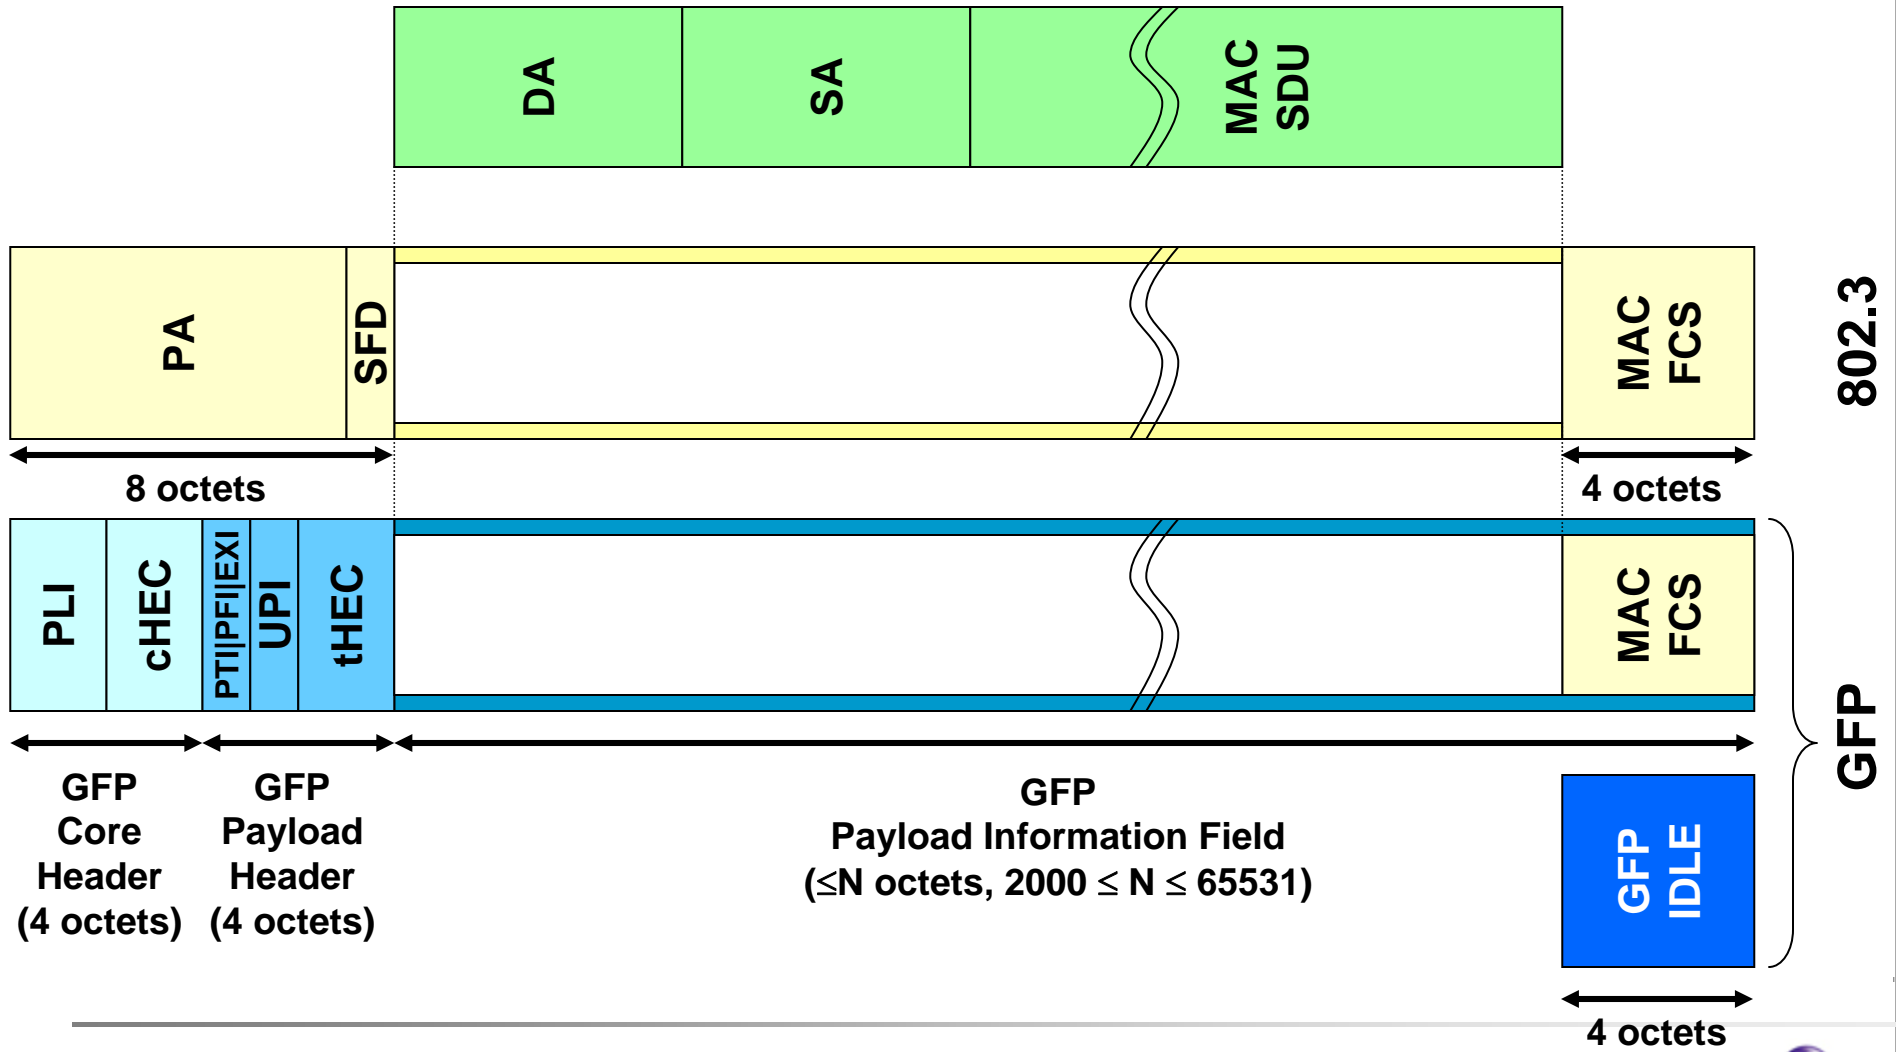 DA
SA
MAC
SDU
PA
SFD
MAC
FCS
802.3
8 octets
4 octets
PLI
cHEC
PTI|PFI|EXI
UPI
tHEC
MAC
FCS
GFP
GFP
Core
Header
(4 octets)
GFP
Payload
Header
(4 octets)
GFP
Payload Information Field
(≤N octets, 2000 ≤ N ≤ 65531)
GFP
IDLE
4 octets